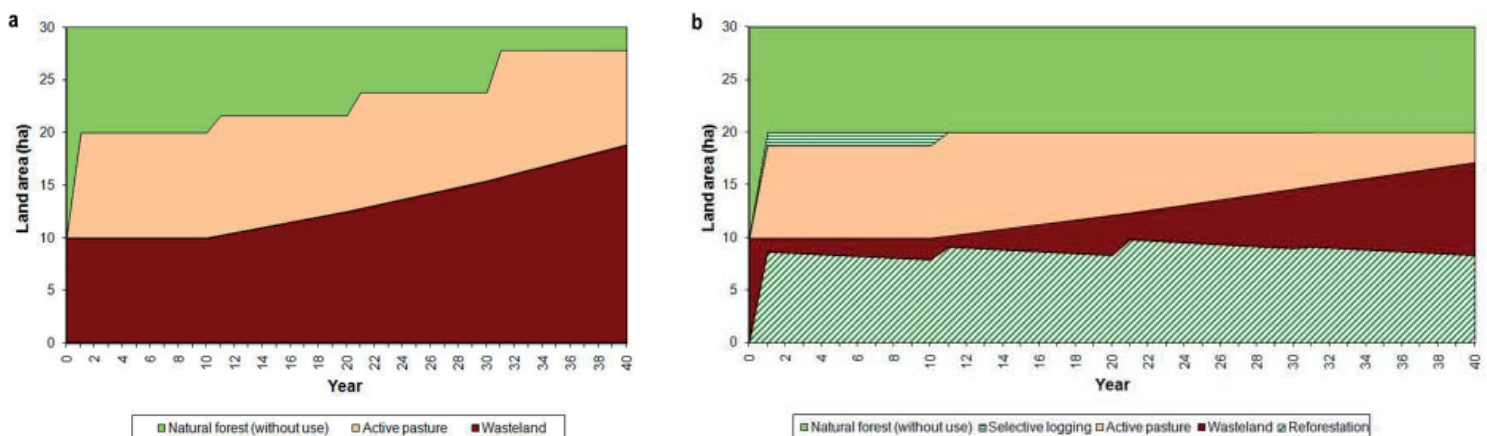 a
30
25
20
15
10
5
0
Land area (ha)
0 2 4 6 8 10 12 14 16 18 20 22 24 26 28 30 32 34 36 38 40
Year
Natural forest (without use) Active pasture Wasteland
b
30
25
20
15
10
5
0
Land area (ha)
0 2 4 6 8 10 12 14 16 18 20 22 24 26 28 30 32 34 36 38 40
Year
Natural forest (without use) Selective logging Active pasture Wasteland Reforestation